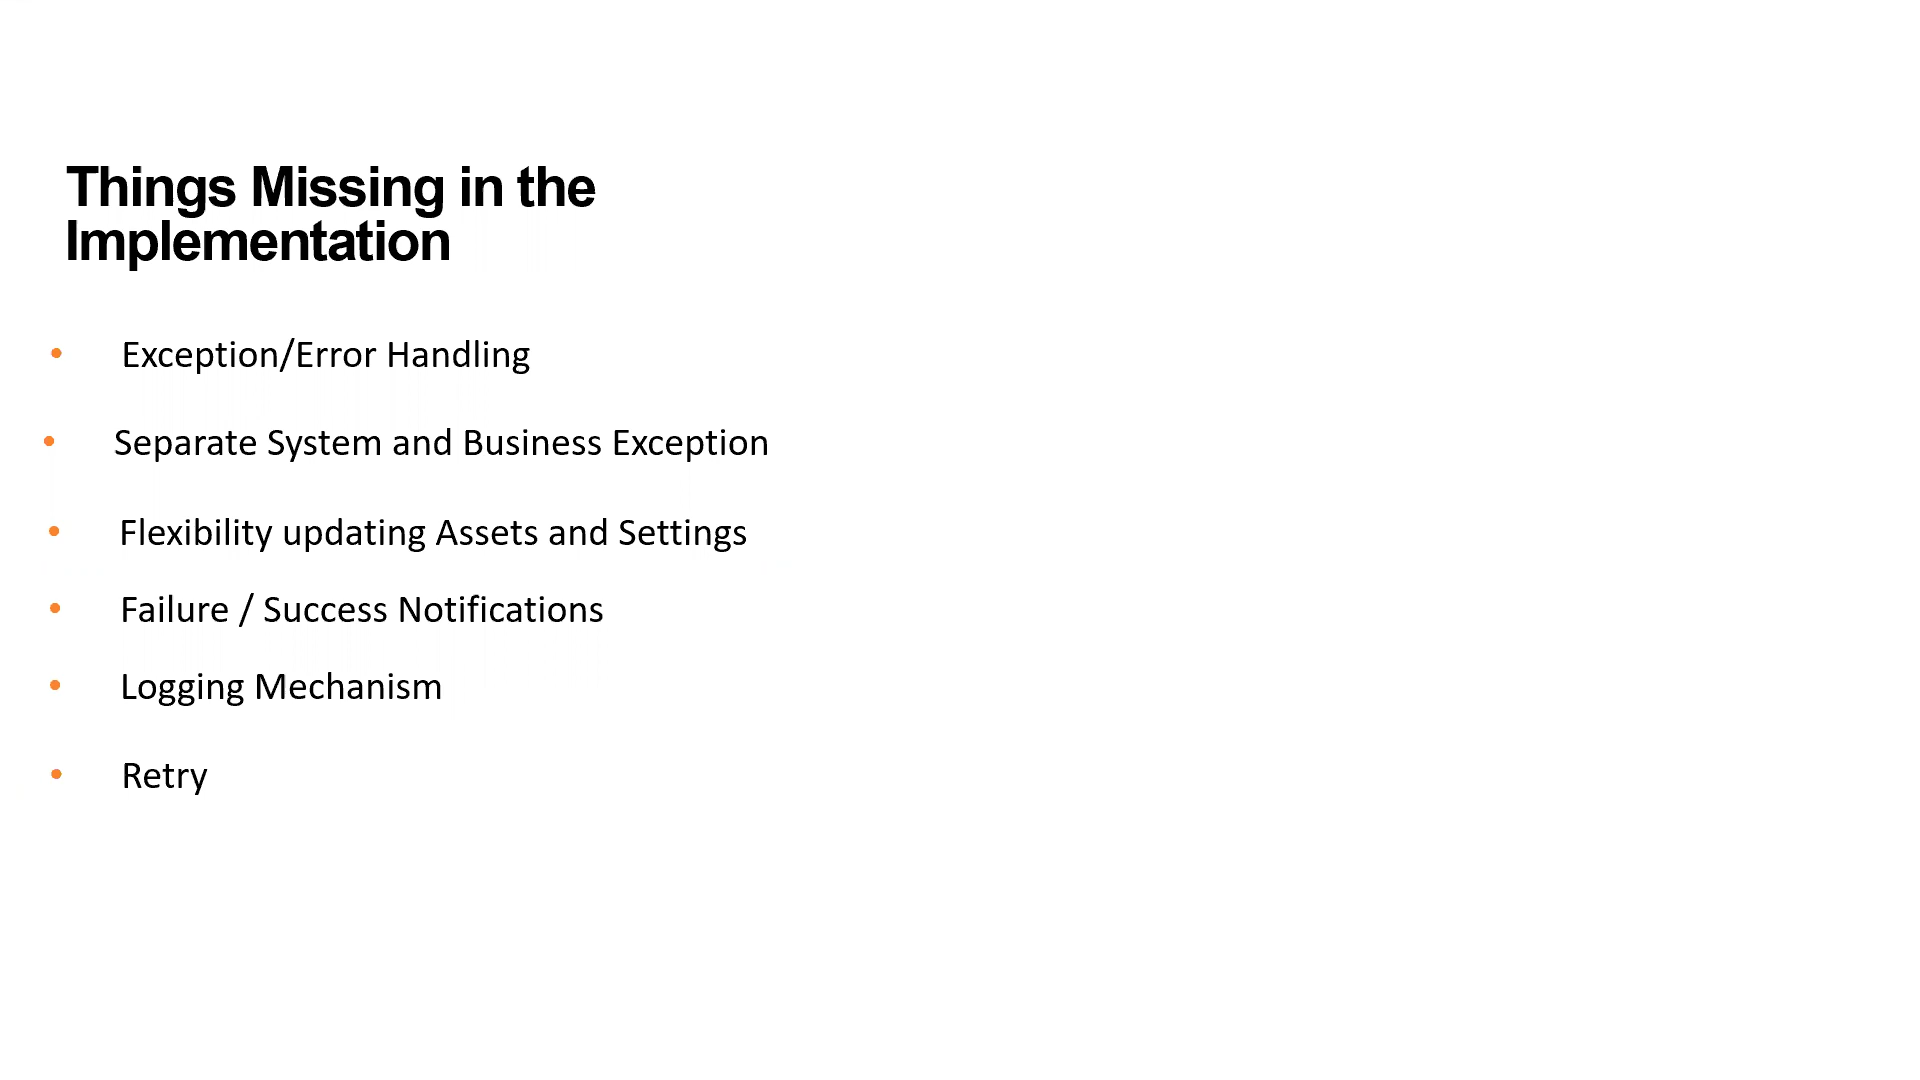 Things Missing in the
Implementation
• Exception/Error Handling
• Separate System and Business Exception
• Flexibility updating Assets and Settings
• Failure / Success Notifications
• Logging Mechanism
• Retry